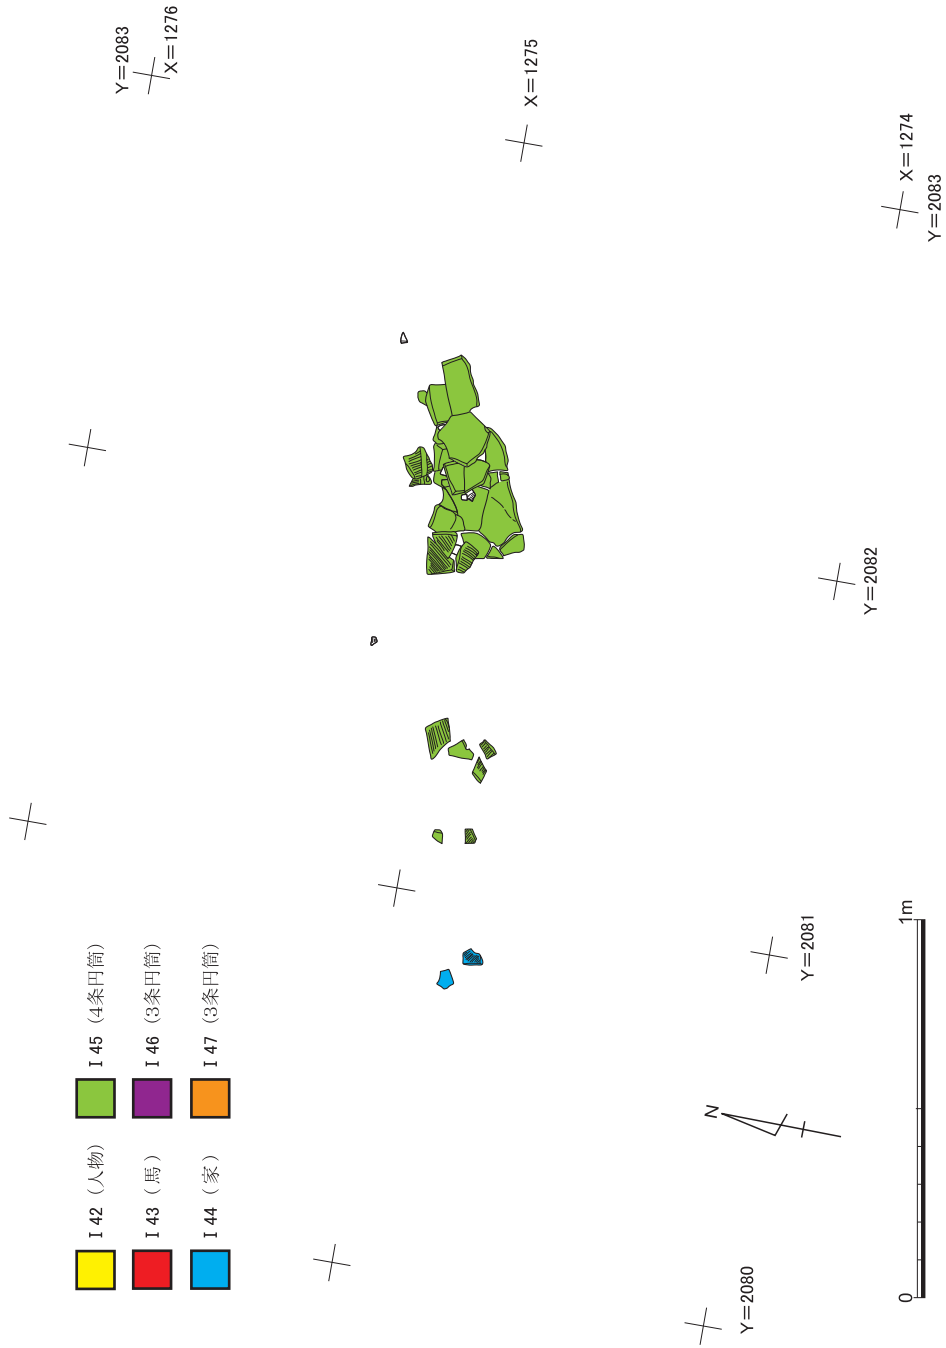 Y=2083
X=1276
X=1275
X=1274
Y=2083
Y=2082
Y=2081
Y=2080
I 42 (人物)
I 43 (馬)
I 44 (家)
I 45 (4条円筒)
I 46 (3条円筒)
I 47 (3条円筒)
N
0
1m